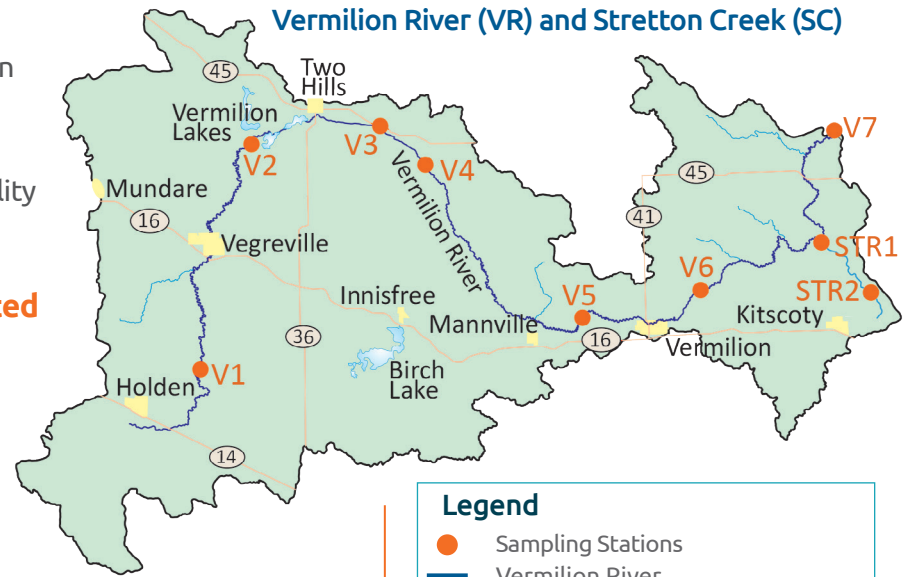 Vermilion River (VR) and Stretton Creek (SC)
n
lity
ted
45
Two
Hills
Vermilion
Lakes
V2
V3
V4
V7
Mundare
16
Vegreville
Vermilion River
45
41
STR1
V6
STR2
Innisfree
V5
Kitscoty
Mannville
36
16
Vermilion
Birch
Lake
V1
Holden
14
Legend
Sampling Stations
Vermilion River